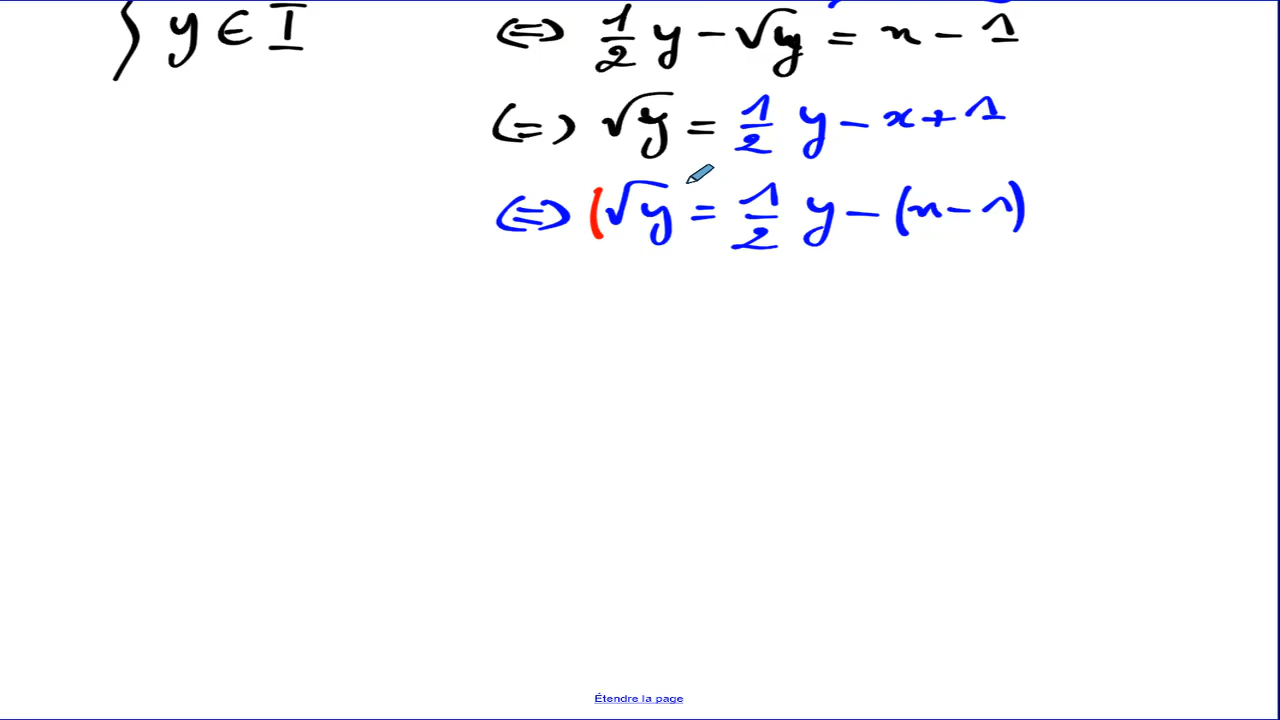 y ∈ I ⇔ 1/2 y - √y = x - 1
⇔ √y = 1/2 y - x + 1
⇔ (√y = 1/2 y - (x - 1)
Étendre la page